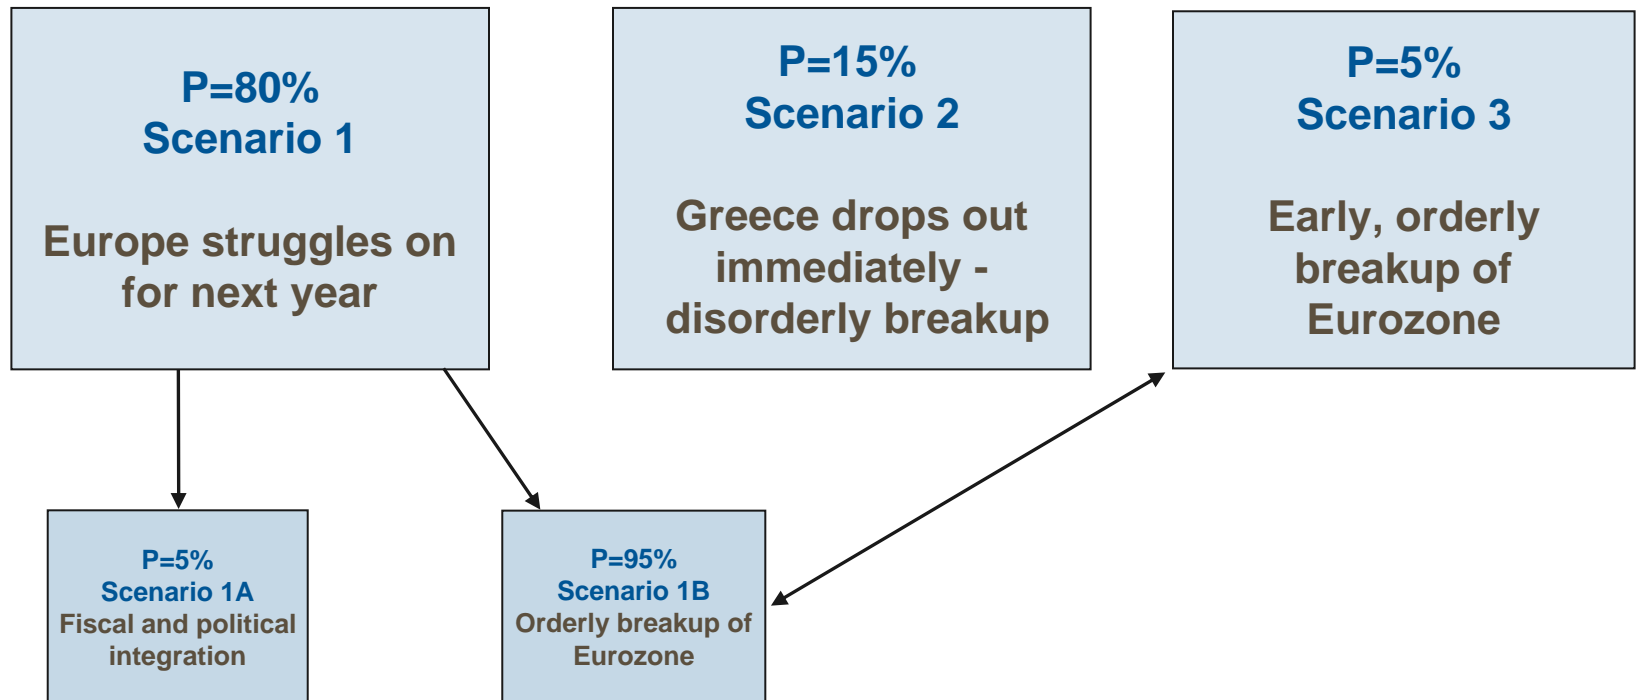 P=80%
Scenario 1
Europe struggles on
for next year
P=15%
Scenario 2
Greece drops out
immediately -
disorderly breakup
P=5%
Scenario 3
Early, orderly
breakup of
Eurozone
P=5%
Scenario 1A
Fiscal and political
integration
P=95%
Scenario 1B
Orderly breakup of
Eurozone